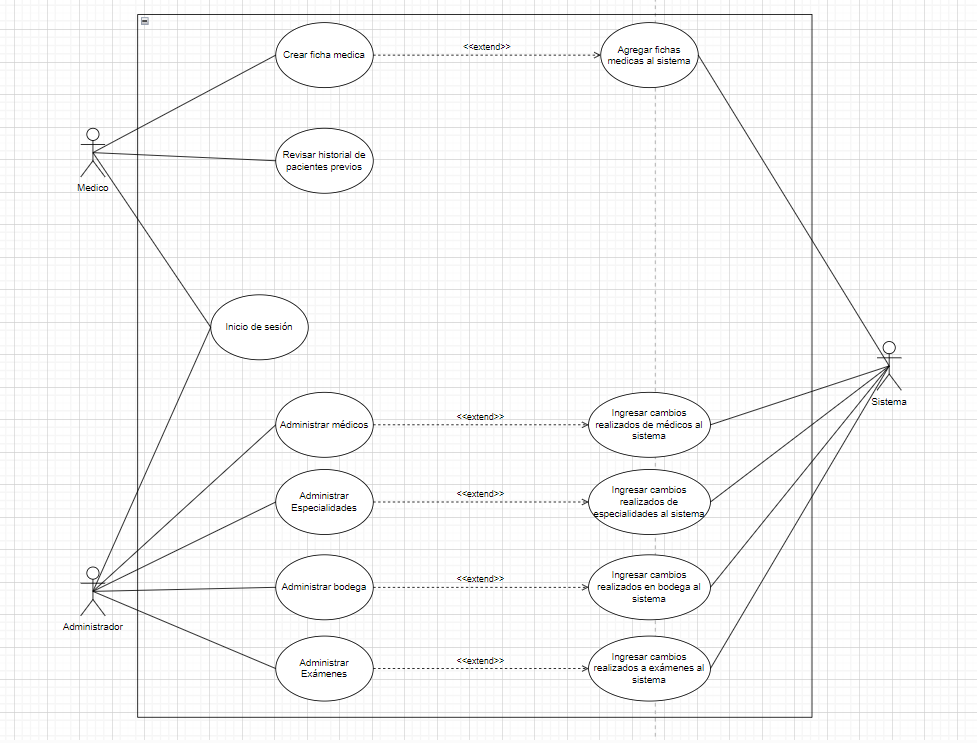 Crear ficha medica
<<extend>>
Agregar fichas
medicas al sistema
Revisar historial de
pacientes previos
Medico
Inicio de sesión
Sistema
Administrar médicos
<<extend>>
Ingresar cambios
realizados de médicos al
sistema
Administrar
Especialidades
<<extend>>
Ingresar cambios
realizados de
especialidades al sistema
Administrar bodega
<<extend>>
Ingresar cambios
realizados en bodega al
sistema
Administrador
Administrar
Exámenes
<<extend>>
Ingresar cambios
realizados a exámenes al
sistema